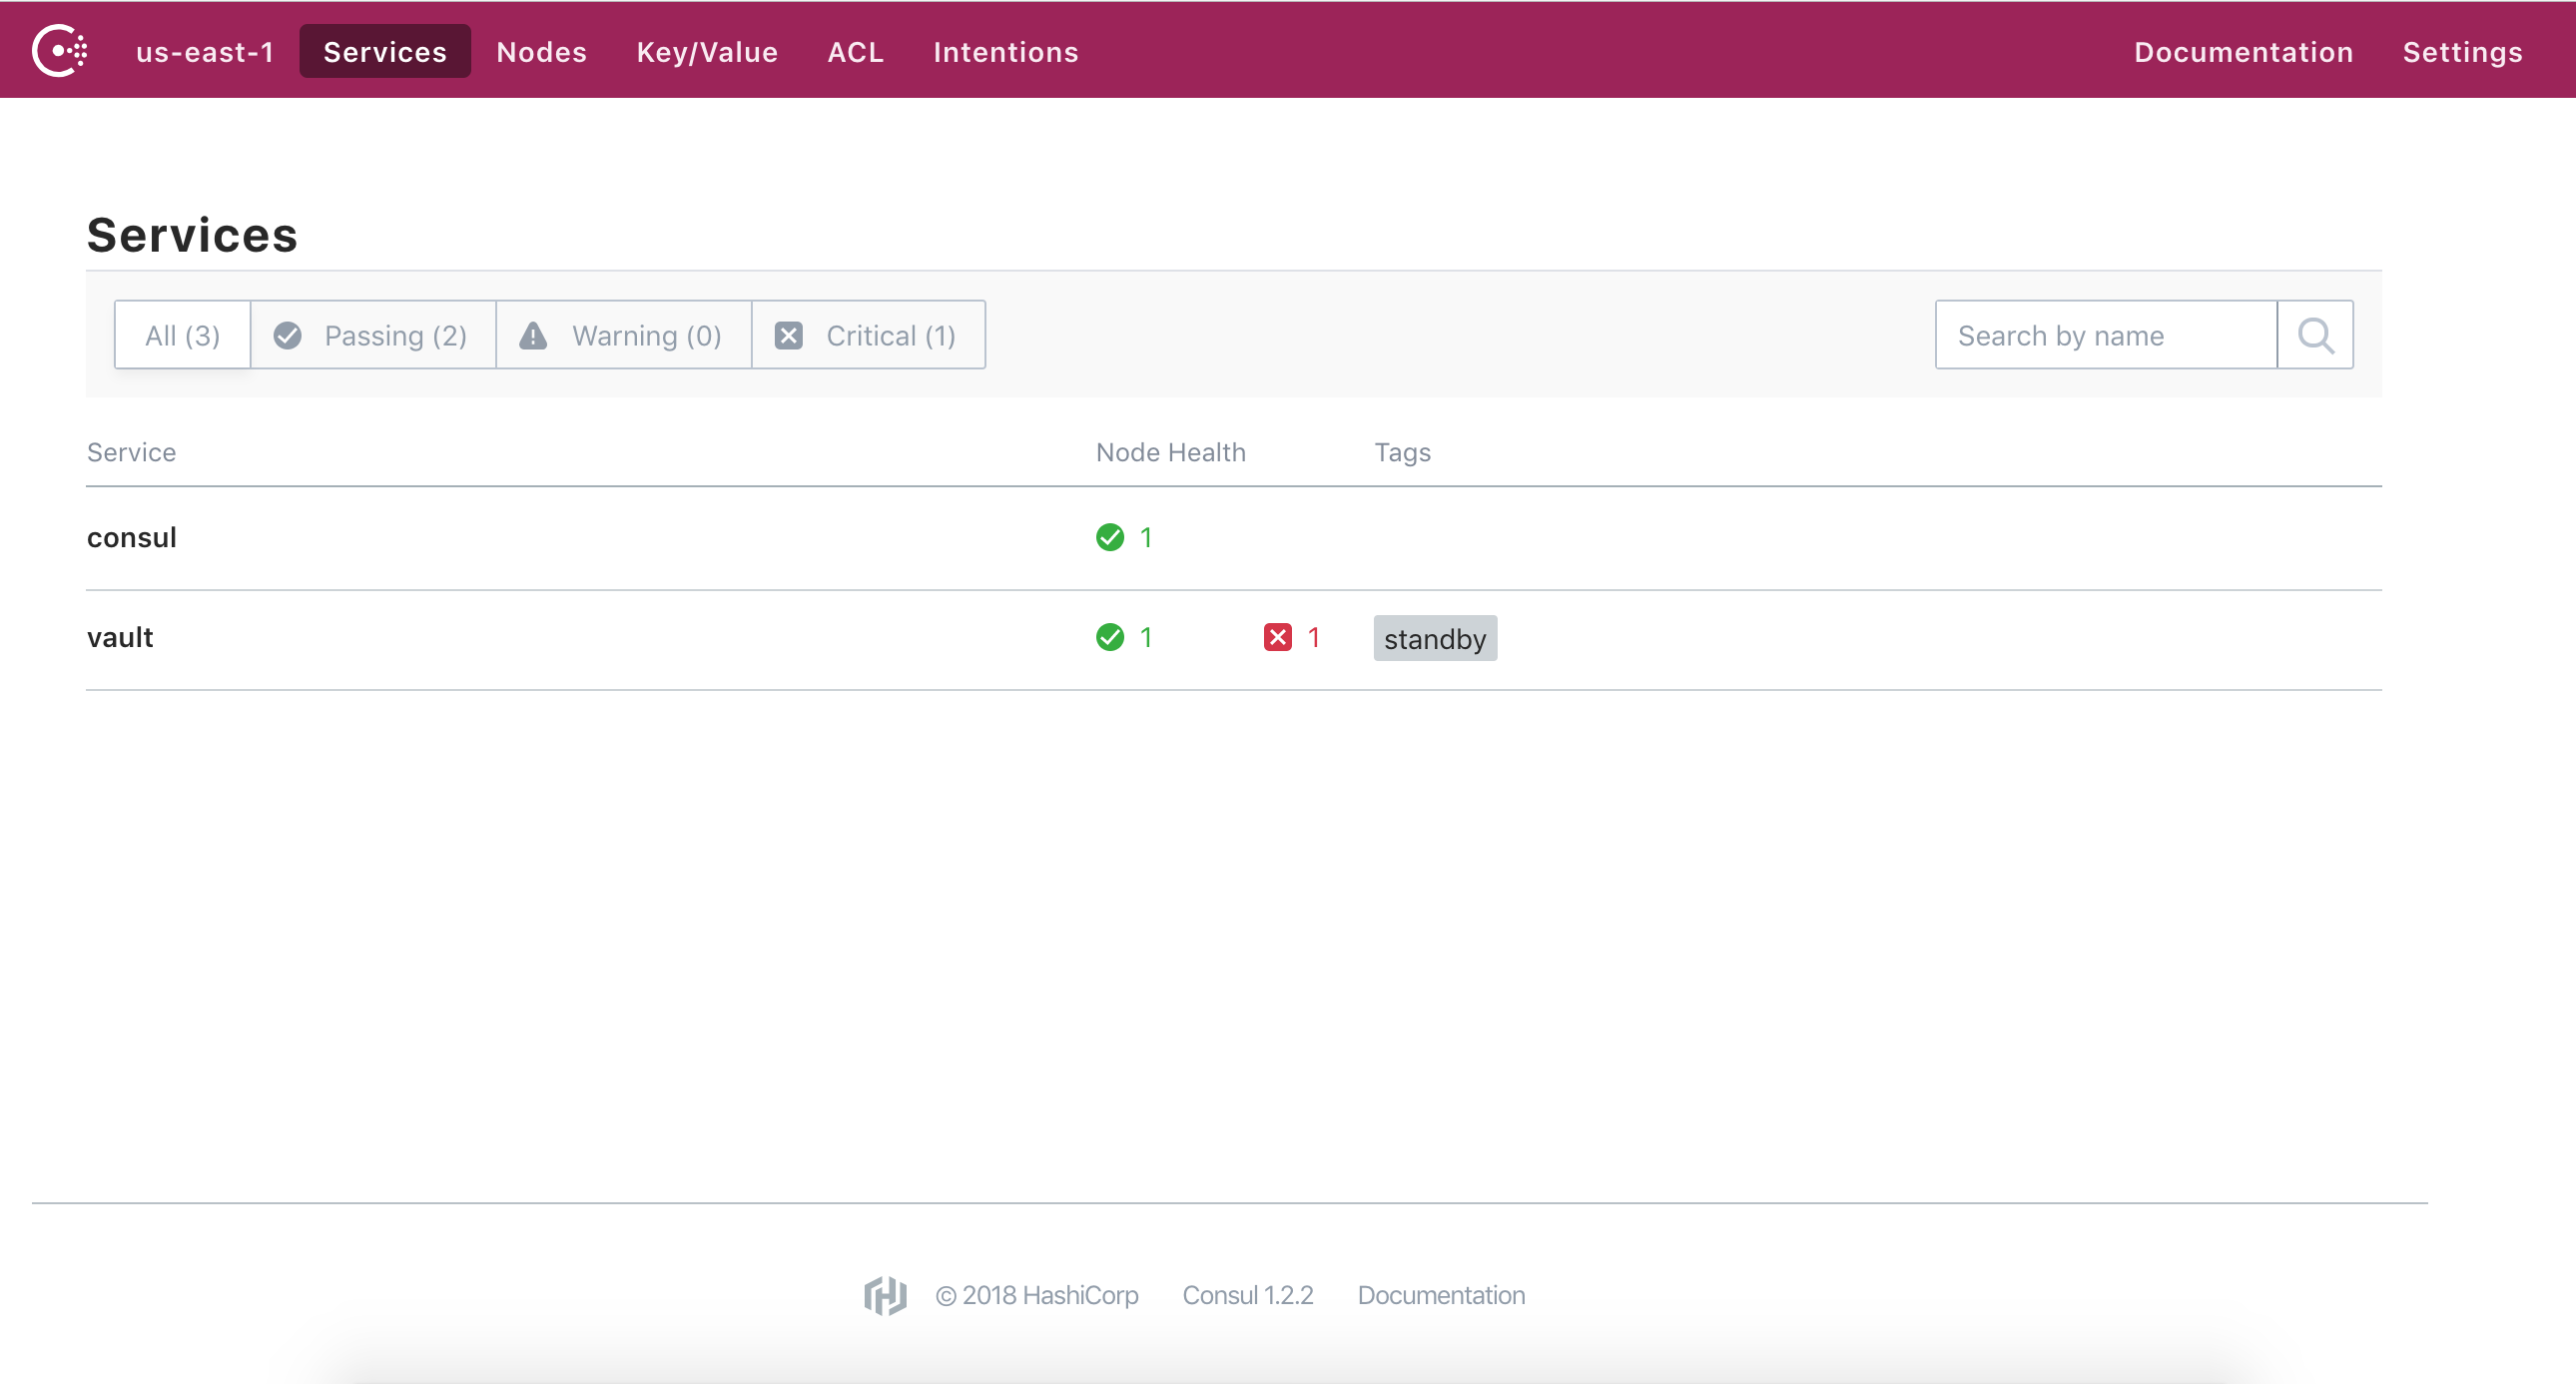 us-east-1 Services Nodes Key/Value ACL Intentions Documentation Settings
Services
All (3) Passing (2) Warning (0) Critical (1) Search by name
Service Node Health Tags
consul 1
vault 1 1 standby
© 2018 HashiCorp Consul 1.2.2 Documentation